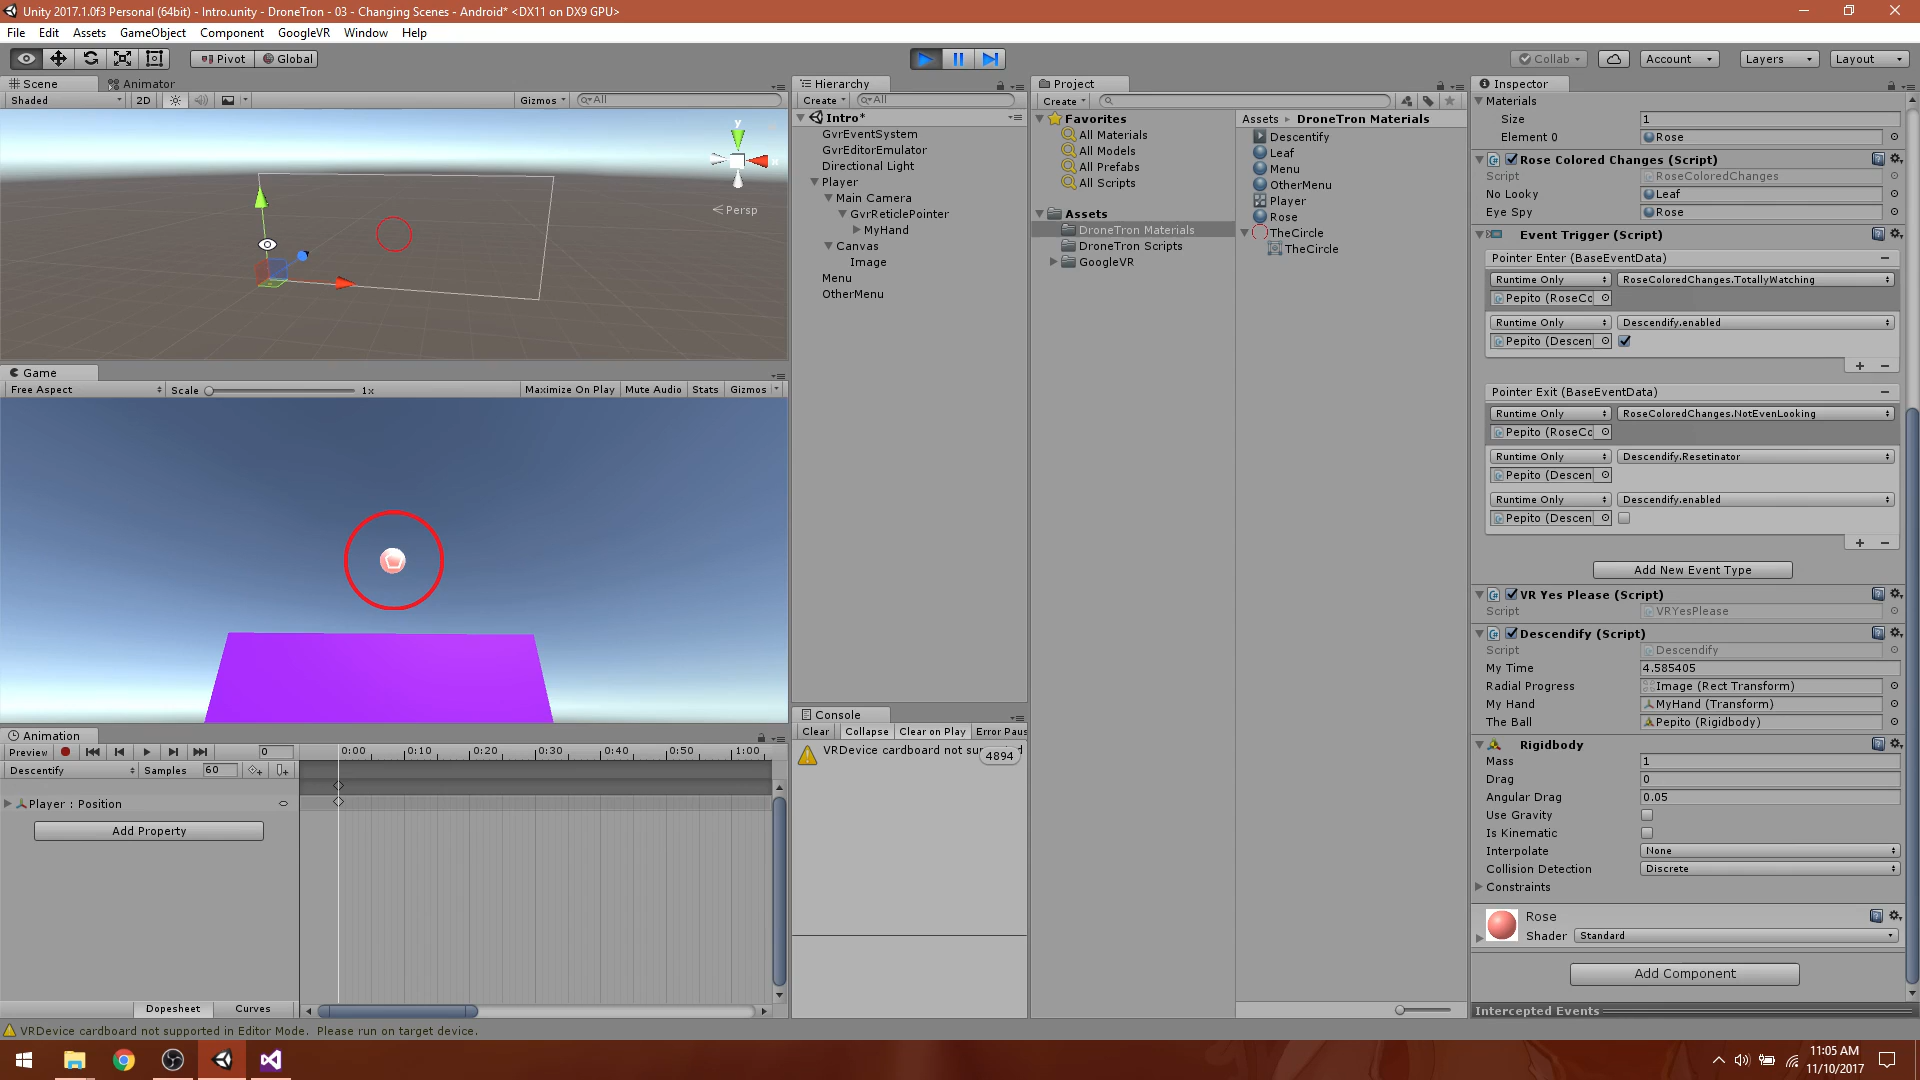 Unity 2017.1.0f3 Personal (64bit) - Intro.unity - DroneTron - 03 - Changing Scenes - Android* <DX11 on DX9 GPU>
File Edit Assets GameObject Component GoogleVR Window Help
Pivot Global Collab Account Layers Layout
Scene Animator
Shaded 2D Gizmos All
y
x
Persp
Game
Free Aspect Scale 1x Maximize On Play Mute Audio Stats Gizmos
Animation
Preview 0 0:00 0:10 0:20 0:30 0:40 0:50 1:00
Descentify Samples 60
Player : Position
Add Property
Dopesheet Curves
Hierarchy
Create All
Intro*
GvrEventSystem
GvrEditorEmulator
Directional Light
Player
Main Camera
GvrReticlePointer
MyHand
Canvas
Image
Menu
OtherMenu
Console
Clear Collapse Clear on Play Error Paus
VRDevice cardboard not supp
4894
Project
Create
Favorites
All Materials
All Models
All Prefabs
All Scripts
Assets
DroneTron Materials
DroneTron Scripts
GoogleVR
Assets DroneTron Materials
Descentify
Leaf
Menu
OtherMenu
Player
Rose
TheCircle
TheCircle
Inspector
Materials
Size 1
Element 0 Rose
Rose Colored Changes (Script)
Script RoseColoredChanges
No Looky Leaf
Eye Spy Rose
Event Trigger (Script)
Pointer Enter (BaseEventData)
Runtime Only RoseColoredChanges.TotallyWatching
Pepito (RoseCc
Runtime Only Descendify.enabled
Pepito (Descen
Pointer Exit (BaseEventData)
Runtime Only RoseColoredChanges.NotEvenLooking
Pepito (RoseCc
Runtime Only Descendify.Resetinator
Pepito (Descen
Runtime Only Descendify.enabled
Pepito (Descen
Add New Event Type
VR Yes Please (Script)
Script VRYesPlease
Descendify (Script)
Script Descendify
My Time 4.585405
Radial Progress Image (Rect Transform)
My Hand MyHand (Transform)
The Ball Pepito (Rigidbody)
Rigidbody
Mass 1
Drag 0
Angular Drag 0.05
Use Gravity
Is Kinematic
Interpolate None
Collision Detection Discrete
Constraints
Rose
Shader Standard
Add Component
Intercepted Events
VRDevice cardboard not supported in Editor Mode. Please run on target device.
11:05 AM
11/10/2017